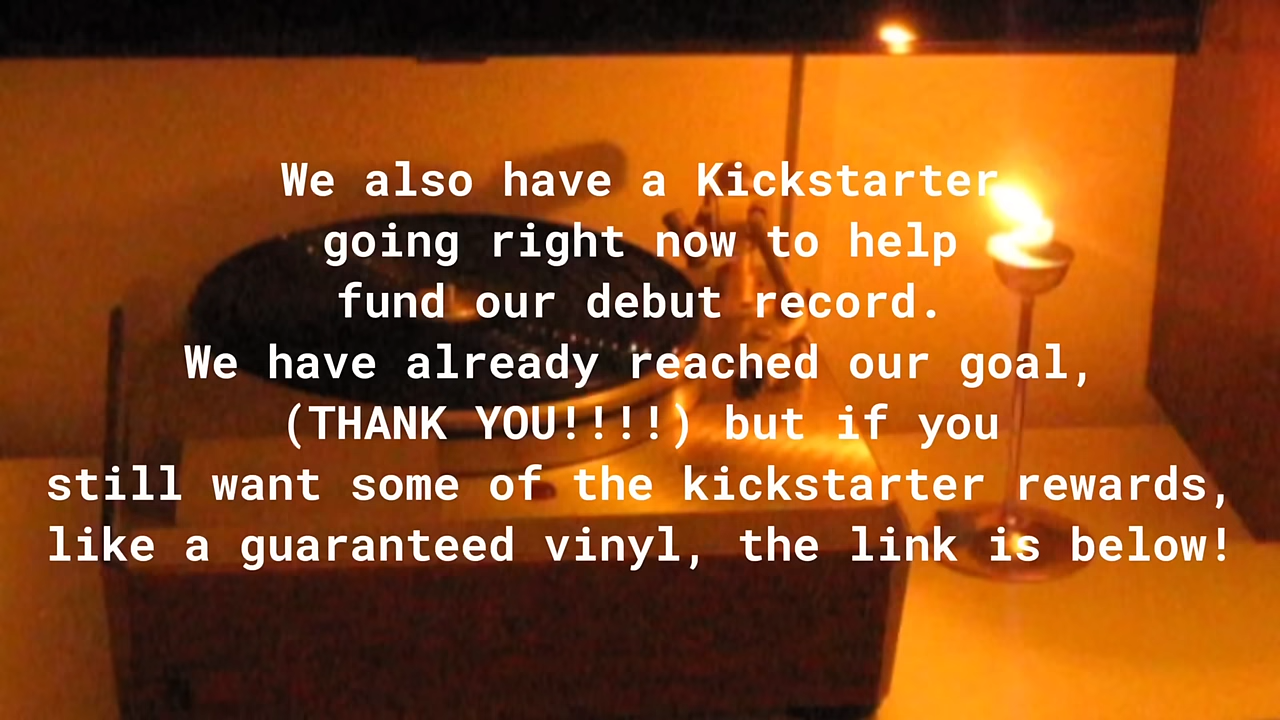 We also have a Kickstarter
going right now to help
fund our debut record.
We have already reached our goal,
(THANK YOU!!!!) but if you
still want some of the kickstarter rewards,
like a guaranteed vinyl, the link is below!